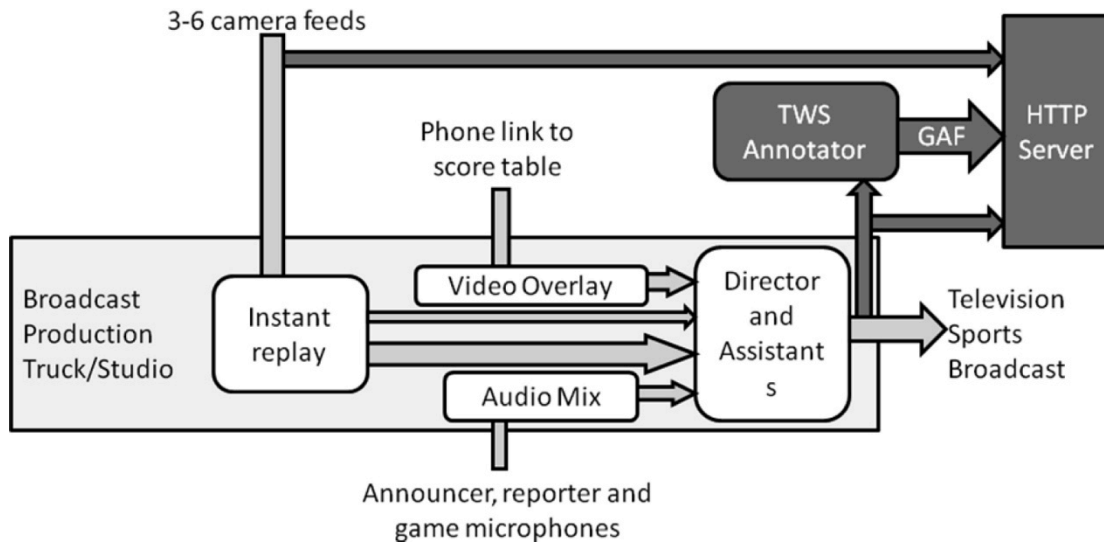 3-6 camera feeds
TWS
Annotator
GAF
HTTP
Server
Phone link to
score table
Broadcast
Production
Truck/Studio
Instant
replay
Video Overlay
Audio Mix
Director
and
Assistant
s
Television
Sports
Broadcast
Announcer, reporter and
game microphones